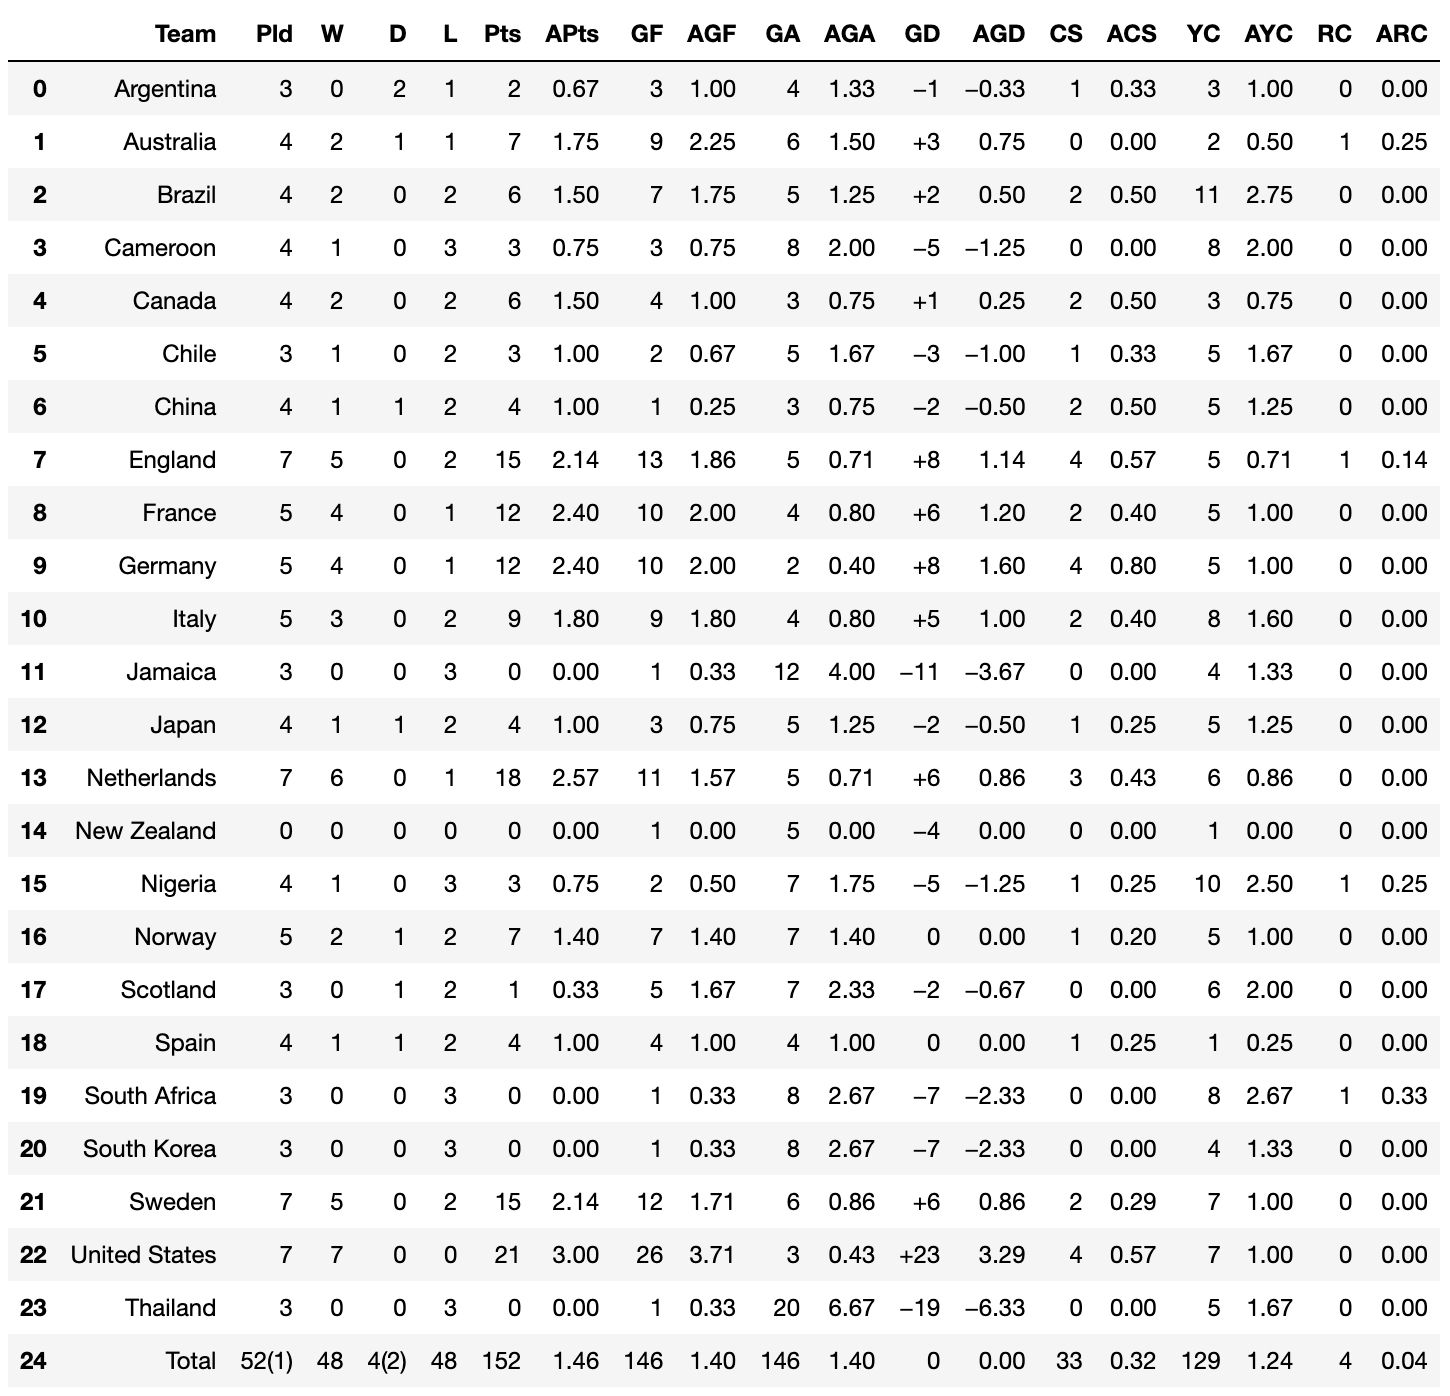 Team Pld W D L Pts APts GF AGF GA AGA GD AGD CS ACS YC AYC RC ARC
0 Argentina 3 0 2 1 2 0.67 3 1.00 4 1.33 −1 −0.33 1 0.33 3 1.00 0 0.00
1 Australia 4 2 1 1 7 1.75 9 2.25 6 1.50 +3 0.75 0 0.00 2 0.50 1 0.25
2 Brazil 4 2 0 2 6 1.50 7 1.75 5 1.25 +2 0.50 2 0.50 11 2.75 0 0.00
3 Cameroon 4 1 0 3 3 0.75 3 0.75 8 2.00 −5 −1.25 0 0.00 8 2.00 0 0.00
4 Canada 4 2 0 2 6 1.50 4 1.00 3 0.75 +1 0.25 2 0.50 3 0.75 0 0.00
5 Chile 3 1 0 2 3 1.00 2 0.67 5 1.67 −3 −1.00 1 0.33 5 1.67 0 0.00
6 China 4 1 1 2 4 1.00 1 0.25 3 0.75 −2 −0.50 2 0.50 5 1.25 0 0.00
7 England 7 5 0 2 15 2.14 13 1.86 5 0.71 +8 1.14 4 0.57 5 0.71 1 0.14
8 France 5 4 0 1 12 2.40 10 2.00 4 0.80 +6 1.20 2 0.40 5 1.00 0 0.00
9 Germany 5 4 0 1 12 2.40 10 2.00 2 0.40 +8 1.60 4 0.80 5 1.00 0 0.00
10 Italy 5 3 0 2 9 1.80 9 1.80 4 0.80 +5 1.00 2 0.40 8 1.60 0 0.00
11 Jamaica 3 0 0 3 0 0.00 1 0.33 12 4.00 −11 −3.67 0 0.00 4 1.33 0 0.00
12 Japan 4 1 1 2 4 1.00 3 0.75 5 1.25 −2 −0.50 1 0.25 5 1.25 0 0.00
13 Netherlands 7 6 0 1 18 2.57 11 1.57 5 0.71 +6 0.86 3 0.43 6 0.86 0 0.00
14 New Zealand 0 0 0 0 0 0.00 1 0.00 5 0.00 −4 0.00 0 0.00 1 0.00 0 0.00
15 Nigeria 4 1 0 3 3 0.75 2 0.50 7 1.75 −5 −1.25 1 0.25 10 2.50 1 0.25
16 Norway 5 2 1 2 7 1.40 7 1.40 7 1.40 0 0.00 1 0.20 5 1.00 0 0.00
17 Scotland 3 0 1 2 1 0.33 5 1.67 7 2.33 −2 −0.67 0 0.00 6 2.00 0 0.00
18 Spain 4 1 1 2 4 1.00 4 1.00 4 1.00 0 0.00 1 0.25 1 0.25 0 0.00
19 South Africa 3 0 0 3 0 0.00 1 0.33 8 2.67 −7 −2.33 0 0.00 8 2.67 1 0.33
20 South Korea 3 0 0 3 0 0.00 1 0.33 8 2.67 −7 −2.33 0 0.00 4 1.33 0 0.00
21 Sweden 7 5 0 2 15 2.14 12 1.71 6 0.86 +6 0.86 2 0.29 7 1.00 0 0.00
22 United States 7 7 0 0 21 3.00 26 3.71 3 0.43 +23 3.29 4 0.57 7 1.00 0 0.00
23 Thailand 3 0 0 3 0 0.00 1 0.33 20 6.67 −19 −6.33 0 0.00 5 1.67 0 0.00
24 Total 52(1) 48 4(2) 48 152 1.46 146 1.40 146 1.40 0 0.00 33 0.32 129 1.24 4 0.04